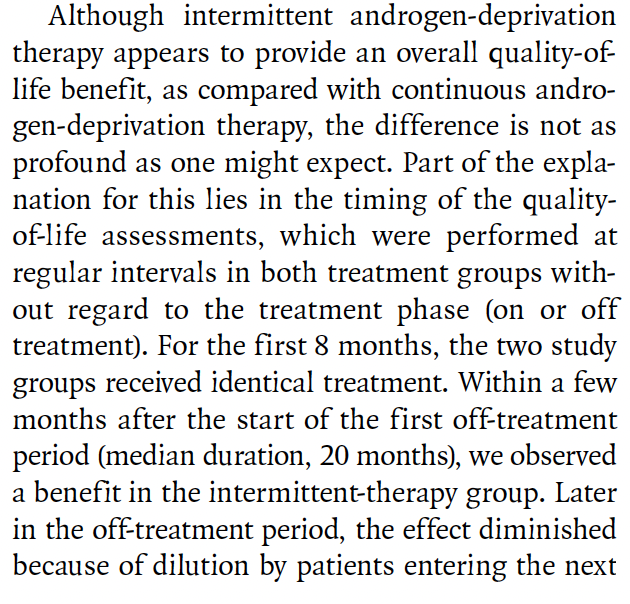 Although intermittent androgen-deprivation
therapy appears to provide an overall quality-of-
life benefit, as compared with continuous andro-
gen-deprivation therapy, the difference is not as
profound as one might expect. Part of the expla-
nation for this lies in the timing of the quality-
of-life assessments, which were performed at
regular intervals in both treatment groups with-
out regard to the treatment phase (on or off
treatment). For the first 8 months, the two study
groups received identical treatment. Within a few
months after the start of the first off-treatment
period (median duration, 20 months), we observed
a benefit in the intermittent-therapy group. Later
in the off-treatment period, the effect diminished
because of dilution by patients entering the next